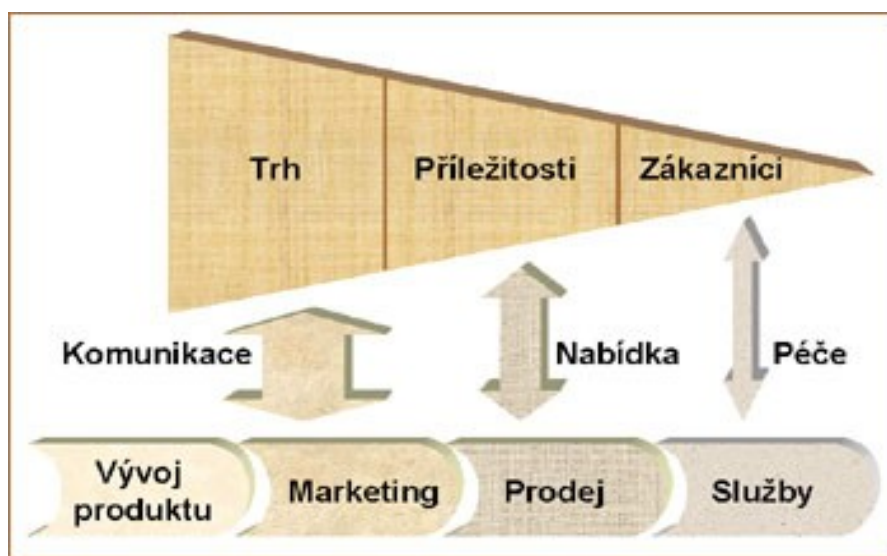 Trh
Příležitosti
Zákazníci
Komunikace
Nabídka
Péče
Vývoj
produktu
Marketing
Prodej
Služby